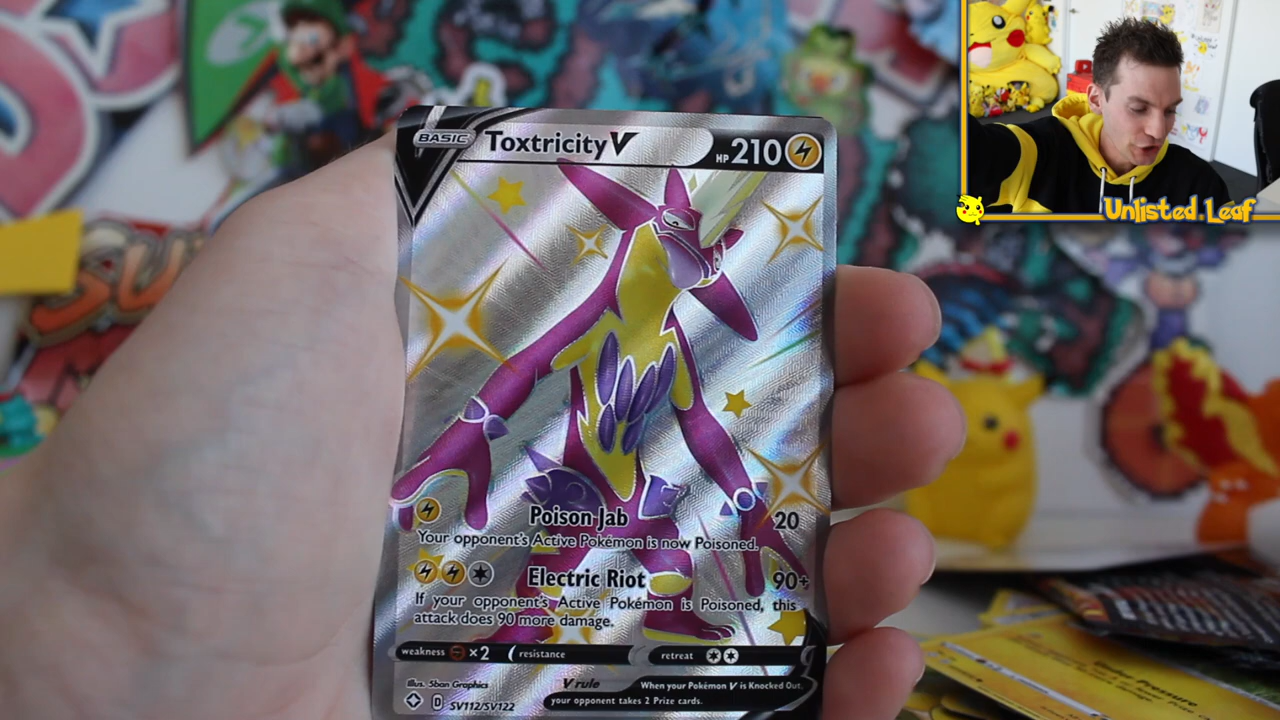 BASIC Toxtricity V HP 210
Unlisted Leaf
Poison Jab 20
Your opponent's Active Pokémon is now Poisoned.
Electric Riot 90+
If your opponent's Active Pokémon is Poisoned, this
attack does 90 more damage.
weakness ×2 resistance retreat
Illus. 5ban Graphics
V rule When your Pokémon V is Knocked Out,
your opponent takes 2 Prize cards.
D SV112/SV122
Under Pressure